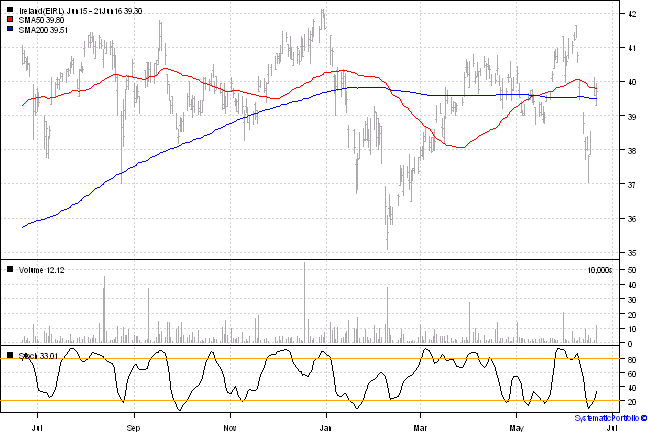 Ireland(EIRL) Jun15 - 21Jun16 39.30
SMA50 39.80
SMA200 39.51
42
41
40
39
38
37
36
35
Volume 12.12
10,000s
50
40
30
20
10
0
Stoch 33.01
80
60
40
20
SystematicPortfolio ©
Jul
Sep
Nov
Jan
Mar
May
Jul